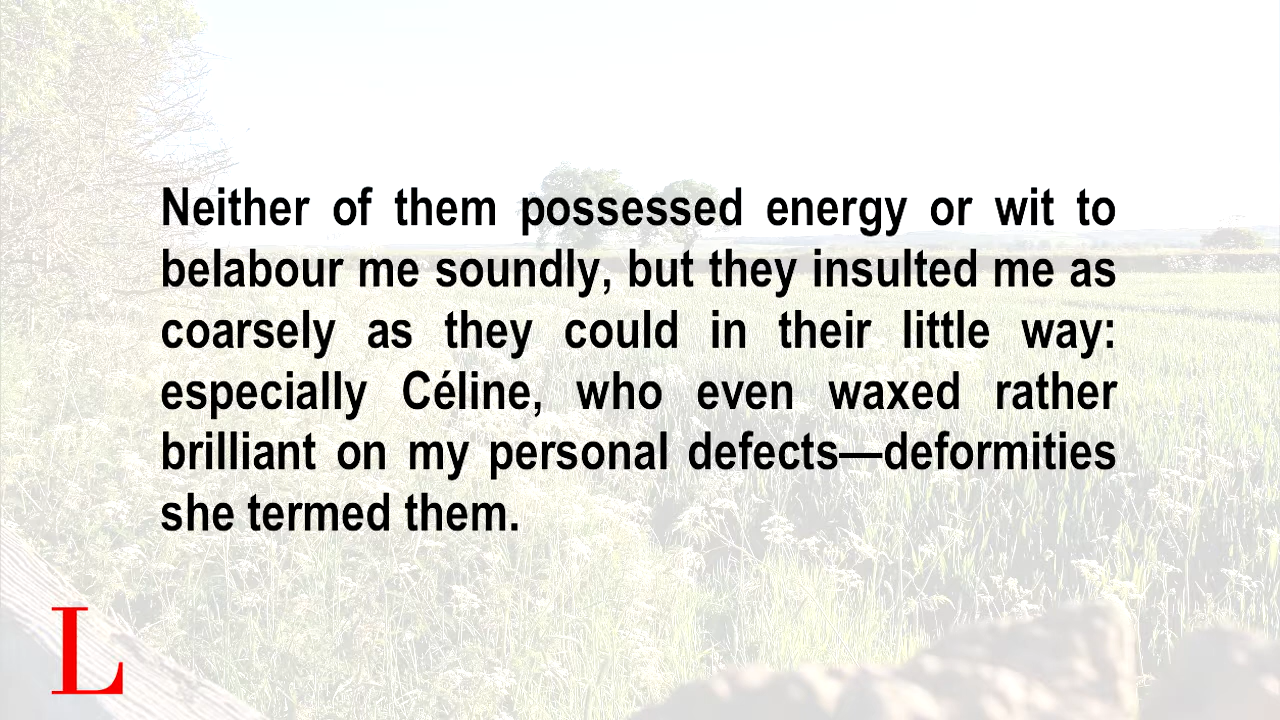 Neither of them possessed energy or wit to
belabour me soundly, but they insulted me as
coarsely as they could in their little way:
especially Céline, who even waxed rather
brilliant on my personal defects—deformities
she termed them.
L